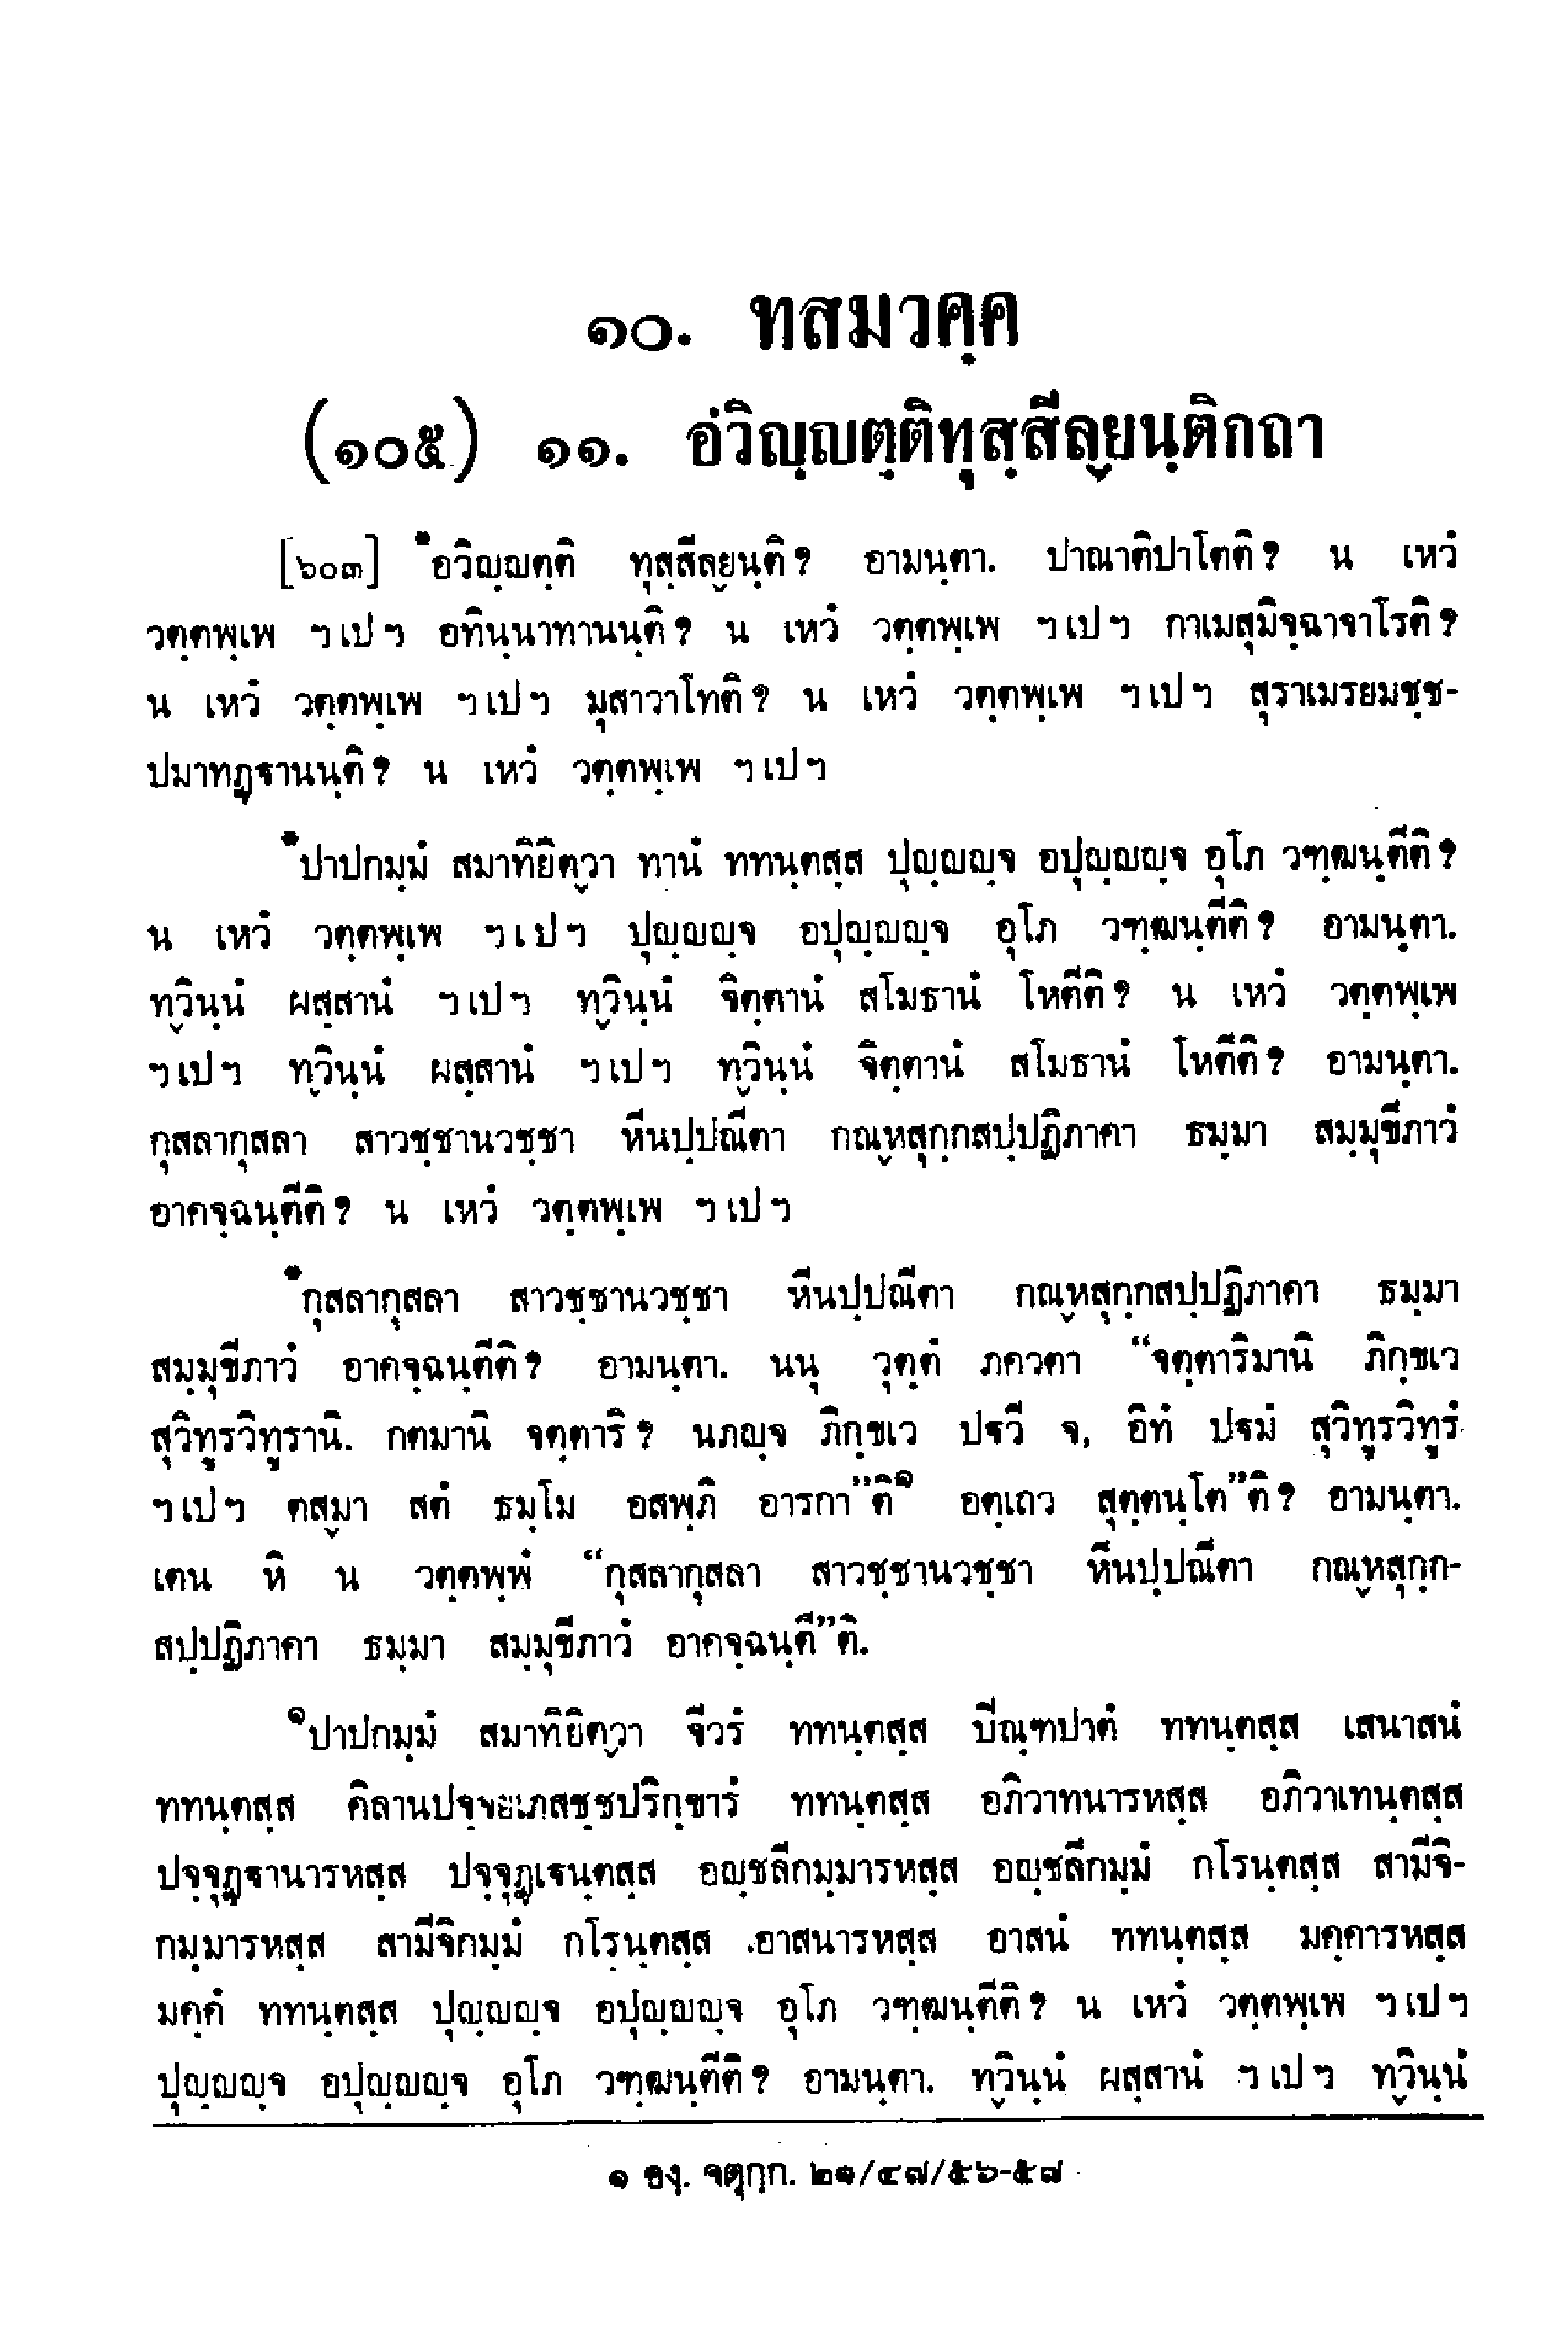 ๑๐. ทสมวคฺค
(๑๐๕) ๑๑. อํวิญฺญตฺติทุสฺสีลฺยนฺติกถา
[๖๐๓] *อวิญฺญตฺติ ทุสฺสีลฺยนฺติ? อามนฺตา. ปาณาติปาโตติ? น เหวํ
วตฺตพฺเพ ฯเปฯ อทินฺนาทานนฺติ? น เหวํ วตฺตพฺเพ ฯเปฯ กาเมสุมิจฺฉาจาโรติ?
น เหวํ วตฺตพฺเพ ฯเปฯ มุสาวาโทติ? น เหวํ วตฺตพฺเพ ฯเปฯ สุราเมรยมชฺช-
ปมาทฏฺฐานนฺติ? น เหวํ วตฺตพฺเพ ฯเปฯ
*ปาปกมฺมํ สมาทิยิตฺวา ทานํ ททนฺตสฺส ปุญฺญญฺจ อปุญฺญญฺจ อุโภ วฑฺฒนฺตีติ?
น เหวํ วตฺตพฺเพ ฯเปฯ ปุญฺญญฺจ อปุญฺญญฺจ อุโภ วฑฺฒนฺตีติ? อามนฺตา.
ทฺวินฺนํ ผสฺสานํ ฯเปฯ ทฺวินฺนํ จิตฺตานํ สโมธานํ โหตีติ? น เหวํ วตฺตพฺเพ
ฯเปฯ ทฺวินฺนํ ผสฺสานํ ฯเปฯ ทฺวินฺนํ จิตฺตานํ สโมธานํ โหตีติ? อามนฺตา.
กุสลากุสลา สาวชฺชานวชฺชา หีนปฺปณีตา กณฺหสุกฺกสปฺปฏิภาคา ธมฺมา สมฺมุขีภาวํ
อาคจฺฉนฺตีติ? น เหวํ วตฺตพฺเพ ฯเปฯ
*กุสลากุสลา สาวชฺชานวชฺชา หีนปฺปณีตา กณฺหสุกฺกสปฺปฏิภาคา ธมฺมา
สมฺมุขีภาวํ อาคจฺฉนฺตีติ? อามนฺตา. นนุ วุตฺตํ ภควตา “จตฺตาริมานิ ภิกฺขเว
สุวิทูรวิทูรานิ. กตมานิ จตฺตาริ? นภญฺจ ภิกฺขเว ปฐวี จ, อิทํ ปฐมํ สุวิทูรวิทูรํ
ฯเปฯ ตสฺมา สตํ ธมฺโม อสพฺภิ อารกา”ติ๑ อตฺเถว สุตฺตนฺโต”ติ? อามนฺตา.
เตน หิ น วตฺตพฺพํ “กุสลากุสลา สาวชฺชานวชฺชา หีนปฺปณีตา กณฺหสุกฺก-
สปฺปฏิภาคา ธมฺมา สมฺมุขีภาวํ อาคจฺฉนฺตี”ติ.
๑ปาปกมฺมํ สมาทิยิตฺวา จีวรํ ททนฺตสฺส ปิณฺฑปาตํ ททนฺตสฺส เสนาสนํ
ททนฺตสฺส คิลานปจฺจยเภสชฺชปริกฺขารํ ททนฺตสฺส อภิวาทนารหสฺส อภิวาเทนฺตสฺส
ปจฺจุฏฺฐานารหสฺส ปจฺจุฏฺเฐนฺตสฺส อญฺชลีกมฺมารหสฺส อญฺชลีกมฺมํ กโรนฺตสฺส สามีจิ-
กมฺมารหสฺส สามีจิกมฺมํ กโรนฺตสฺส อาสนารหสฺส อาสนํ ททนฺตสฺส มคฺคารหสฺส
มคฺคํ ททนฺตสฺส ปุญฺญญฺจ อปุญฺญญฺจ อุโภ วฑฺฒนฺตีติ? น เหวํ วตฺตพฺเพ ฯเปฯ
ปุญฺญญฺจ อปุญฺญญฺจ อุโภ วฑฺฒนฺตีติ? อามนฺตา. ทฺวินฺนํ ผสฺสานํ ฯเปฯ ทฺวินฺนํ
๑ องฺ. จตุกฺก. ๒๑/๔๗/๕๖-๕๗